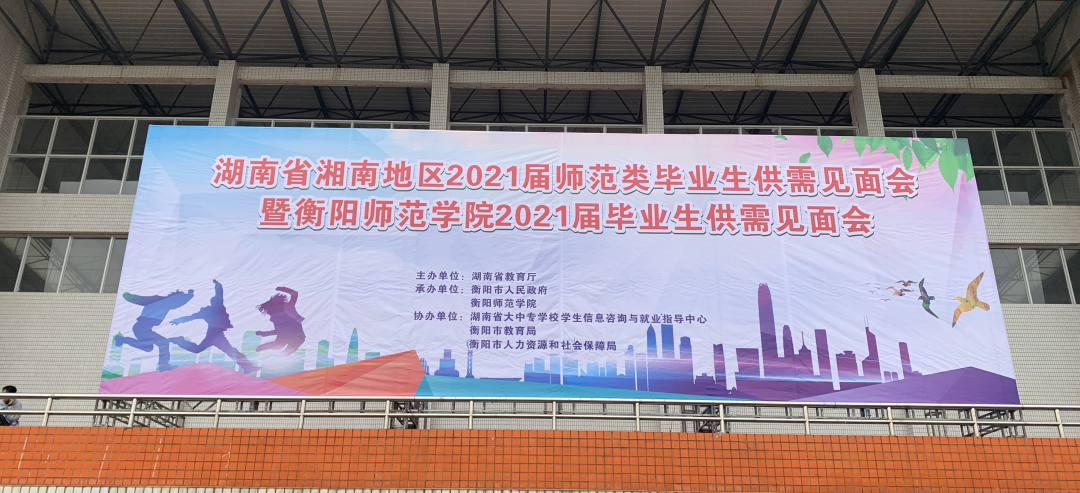 湖南省湘南地区2021届师范类毕业生供需见面会
暨衡阳师范学院2021届毕业生供需见面会
主办单位：湖南省教育厅
承办单位：衡阳市人民政府
衡阳师范学院
协办单位：湖南省大中专学校学生信息咨询与就业指导中心
衡阳市教育局
衡阳市人力资源和社会保障局